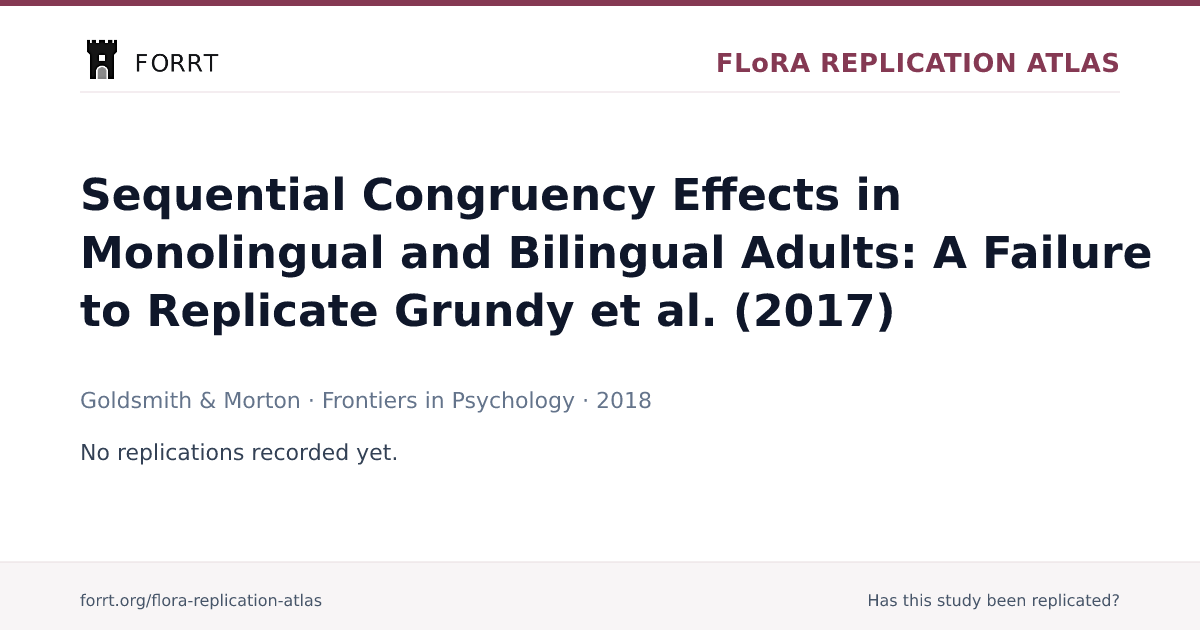 FORRT
FLoRA REPLICATION ATLAS
Sequential Congruency Effects in
Monolingual and Bilingual Adults: A Failure
to Replicate Grundy et al. (2017)
Goldsmith & Morton · Frontiers in Psychology · 2018
No replications recorded yet.
forrt.org/flora-replication-atlas
Has this study been replicated?